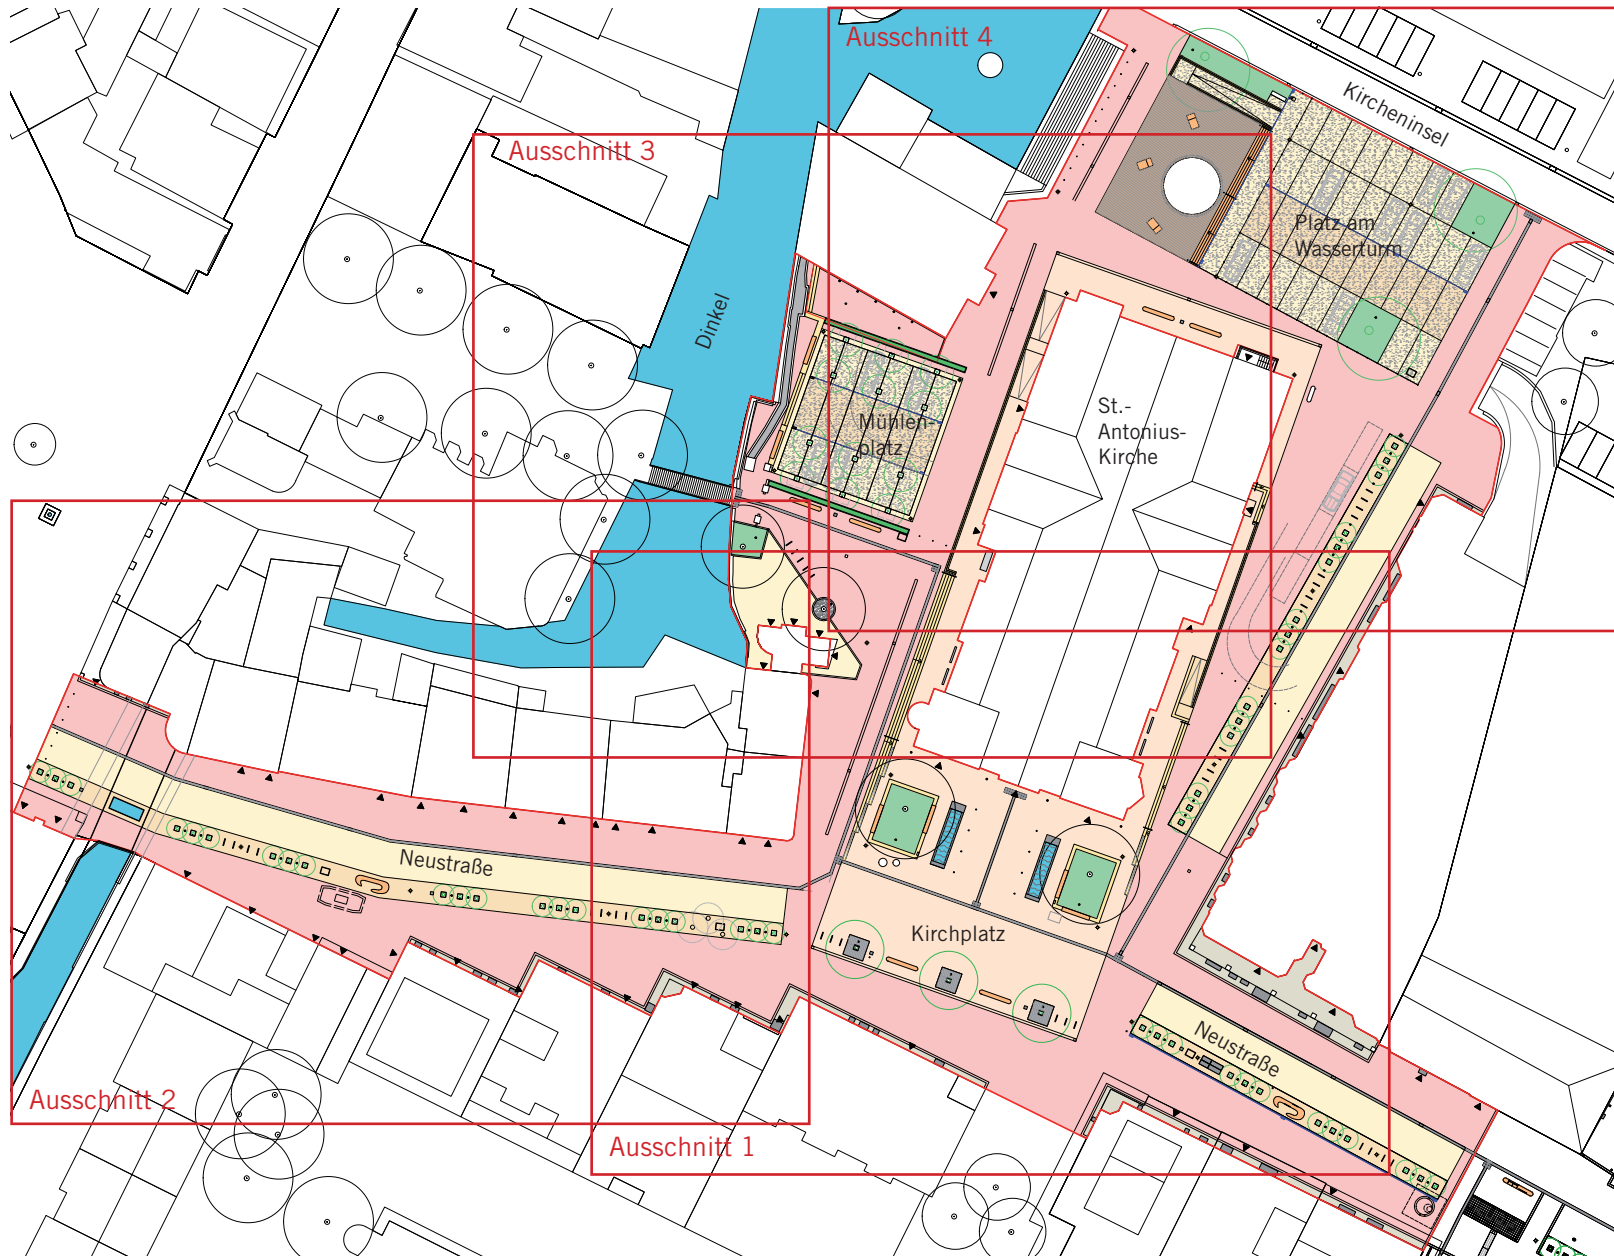 Ausschnitt 4
Kircheninsel
Ausschnitt 3
Platz am
Wasserturm
Dinkel
Mühlen-
platz
St.-
Antonius-
Kirche
Neustraße
Kirchplatz
Neustraße
Ausschnitt 2
Ausschnitt 1